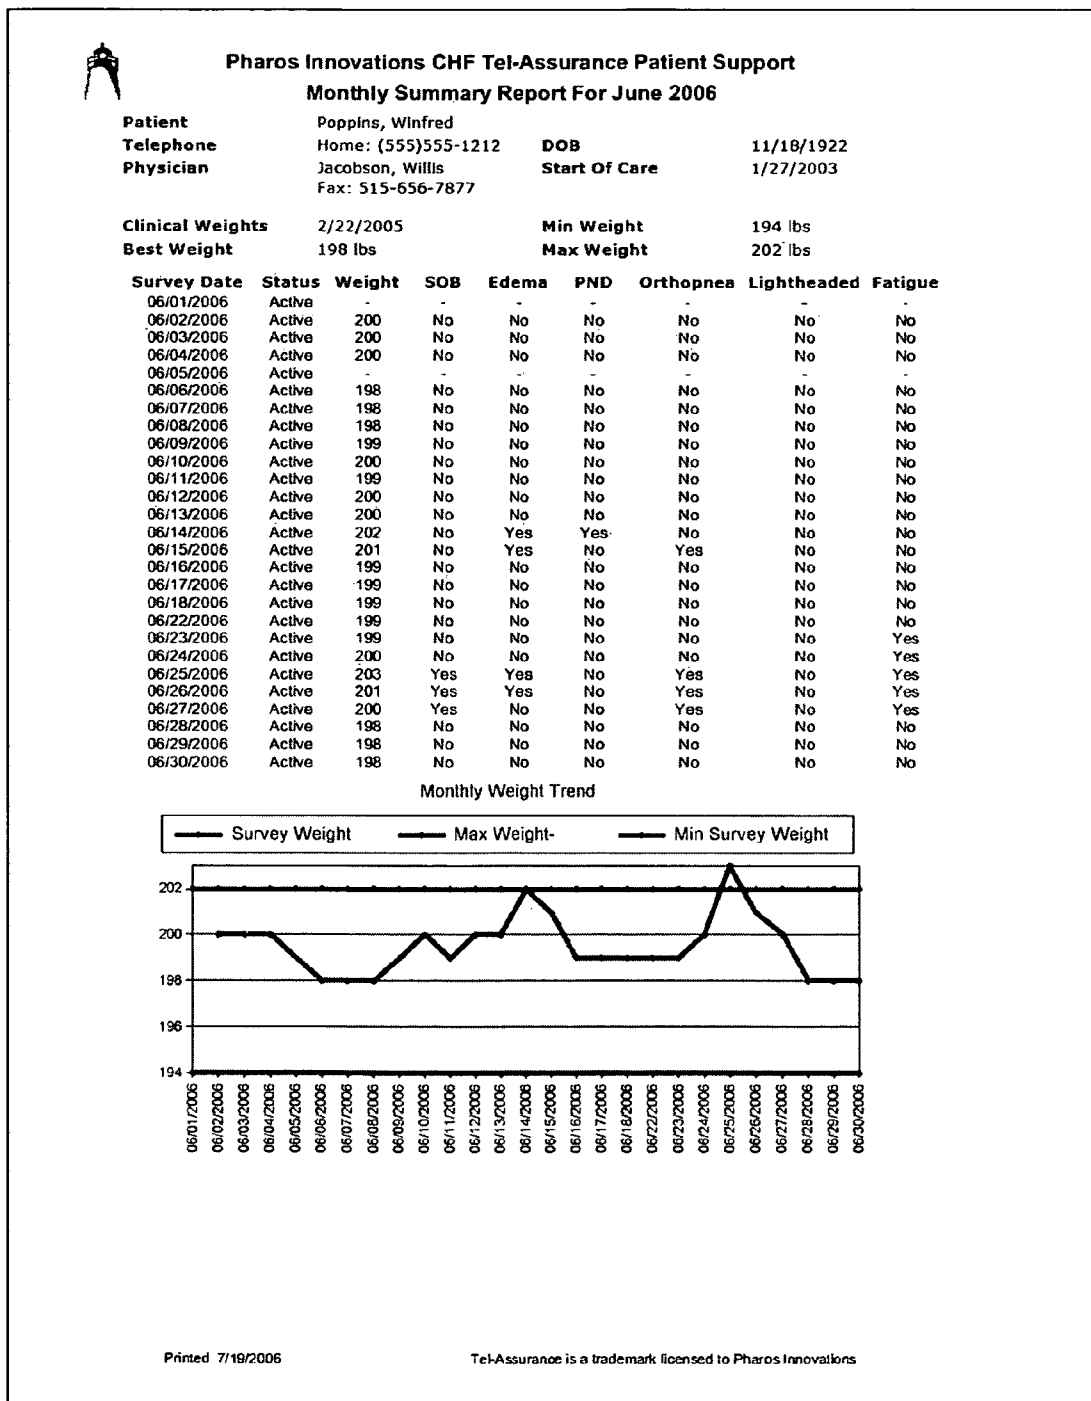 Pharos Innovations CHF Tel-Assurance Patient Support
Monthly Summary Report For June 2006
Patient Poppins, Winfred
Telephone Home: (555)555-1212 DOB 11/18/1922
Physician Jacobson, Willis Start Of Care 1/27/2003
Fax: 515-656-7877
Clinical Weights 2/22/2005 Min Weight 194 lbs
Best Weight 198 lbs Max Weight 202 lbs
Survey Date Status Weight SOB Edema PND Orthopnea Lightheaded Fatigue
06/01/2006 Active - - - - - - -
06/02/2006 Active 200 No No No No No No
06/03/2006 Active 200 No No No No No No
06/04/2006 Active 200 No No No No No No
06/05/2006 Active - - - - - - -
06/06/2006 Active 198 No No No No No No
06/07/2006 Active 198 No No No No No No
06/08/2006 Active 198 No No No No No No
06/09/2006 Active 199 No No No No No No
06/10/2006 Active 200 No No No No No No
06/11/2006 Active 199 No No No No No No
06/12/2006 Active 200 No No No No No No
06/13/2006 Active 200 No No No No No No
06/14/2006 Active 202 No Yes Yes No No No
06/15/2006 Active 201 No Yes No Yes No No
06/16/2006 Active 199 No No No No No No
06/17/2006 Active 199 No No No No No No
06/18/2006 Active 199 No No No No No No
06/22/2006 Active 199 No No No No No No
06/23/2006 Active 199 No No No No No Yes
06/24/2006 Active 200 No No No No No Yes
06/25/2006 Active 203 Yes Yes No Yes No Yes
06/26/2006 Active 201 Yes Yes No Yes No Yes
06/27/2006 Active 200 Yes No No Yes No Yes
06/28/2006 Active 198 No No No No No No
06/29/2006 Active 198 No No No No No No
06/30/2006 Active 198 No No No No No No
Monthly Weight Trend
Survey Weight Max Weight- Min Survey Weight
202
200
198
196
194
06/01/2006
06/02/2006
06/03/2006
06/04/2006
06/05/2006
06/06/2006
06/07/2006
06/08/2006
06/09/2006
06/10/2006
06/11/2006
06/12/2006
06/13/2006
06/14/2006
06/15/2006
06/16/2006
06/17/2006
06/18/2006
06/22/2006
06/23/2006
06/24/2006
06/25/2006
06/26/2006
06/27/2006
06/28/2006
06/29/2006
06/30/2006
Printed 7/19/2006 Tel-Assurance is a trademark licensed to Pharos Innovations